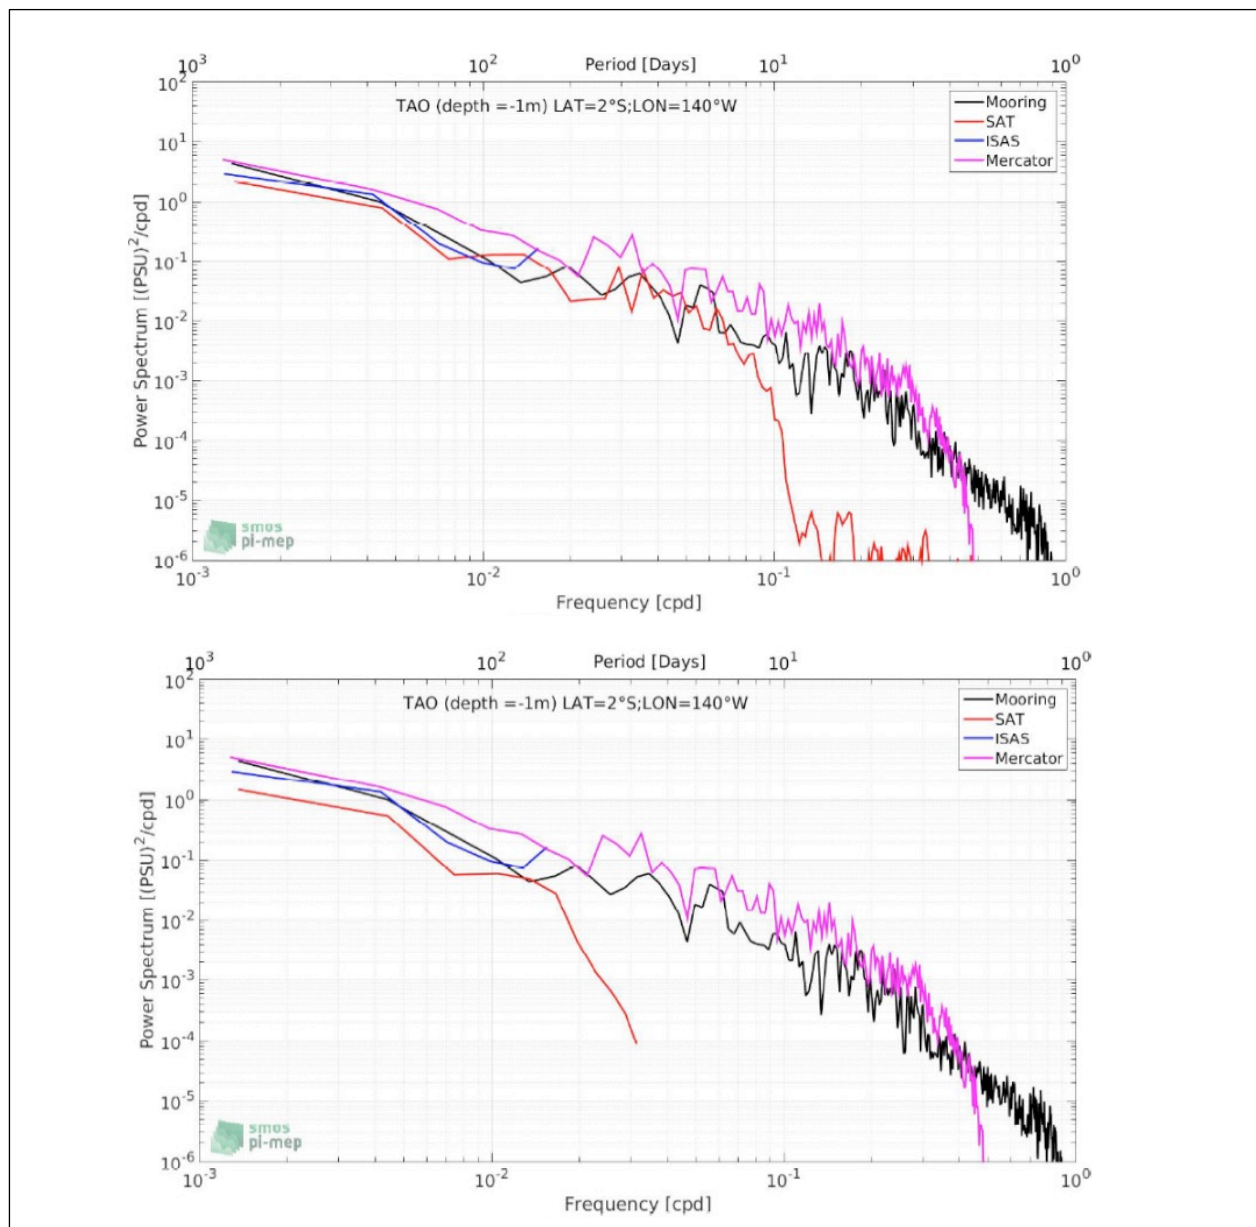 10³ 10² Period [Days] 10¹ 10⁰
10²
TAO (depth =-1m) LAT=2°S;LON=140°W
Mooring
SAT
ISAS
Mercator
10¹
10⁰
10⁻¹
10⁻²
10⁻³
10⁻⁴
10⁻⁵
10⁻⁶
Power Spectrum [(PSU)²/cpd]
smos
pi-mep
10⁻³ 10⁻² 10⁻¹ 10⁰
Frequency [cpd]
10³ 10² Period [Days] 10¹ 10⁰
10²
TAO (depth =-1m) LAT=2°S;LON=140°W
Mooring
SAT
ISAS
Mercator
10¹
10⁰
10⁻¹
10⁻²
10⁻³
10⁻⁴
10⁻⁵
10⁻⁶
Power Spectrum [(PSU)²/cpd]
smos
pi-mep
10⁻³ 10⁻² 10⁻¹ 10⁰
Frequency [cpd]